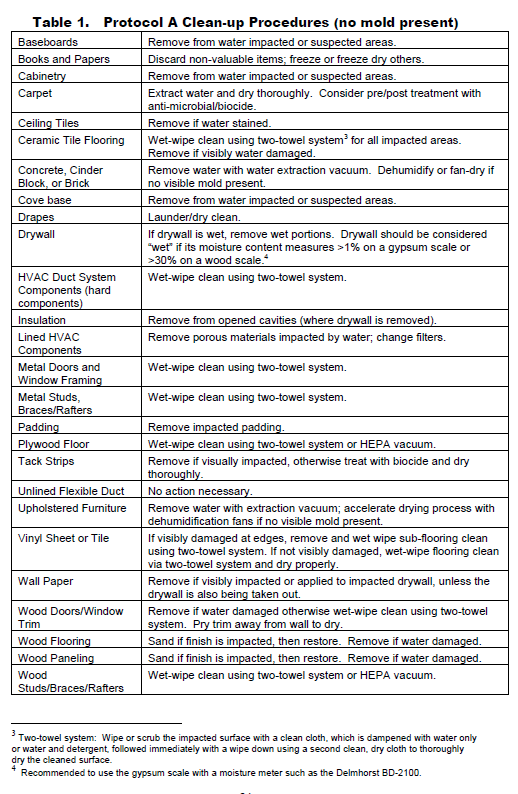 Table 1. Protocol A Clean-up Procedures (no mold present)
Baseboards Remove from water impacted or suspected areas.
Books and Papers Discard non-valuable items; freeze or freeze dry others.
Cabinetry Remove from water impacted or suspected areas.
Carpet Extract water and dry thoroughly. Consider pre/post treatment with
anti-microbial/biocide.
Ceiling Tiles Remove if water stained.
Ceramic Tile Flooring Wet-wipe clean using two-towel system3 for all impacted areas.
Remove if visibly water damaged.
Concrete, Cinder Remove water with water extraction vacuum. Dehumidify or fan-dry if
Block, or Brick no visible mold present.
Cove base Remove from water impacted or suspected areas.
Drapes Launder/dry clean.
Drywall If drywall is wet, remove wet portions. Drywall should be considered
“wet” if its moisture content measures >1% on a gypsum scale or
>30% on a wood scale.4
HVAC Duct System Wet-wipe clean using two-towel system.
Components (hard
components)
Insulation Remove from opened cavities (where drywall is removed).
Lined HVAC Remove porous materials impacted by water; change filters.
Components
Metal Doors and Wet-wipe clean using two-towel system.
Window Framing
Metal Studs, Wet-wipe clean using two-towel system.
Braces/Rafters
Padding Remove impacted padding.
Plywood Floor Wet-wipe clean using two-towel system or HEPA vacuum.
Tack Strips Remove if visually impacted, otherwise treat with biocide and dry
thoroughly.
Unlined Flexible Duct No action necessary.
Upholstered Furniture Remove water with extraction vacuum; accelerate drying process with
dehumidification fans if no visible mold present.
Vinyl Sheet or Tile If visibly damaged at edges, remove and wet wipe sub-flooring clean
using two-towel system. If not visibly damaged, wet-wipe flooring clean
via two-towel system and dry properly.
Wall Paper Remove if visibly impacted or applied to impacted drywall, unless the
drywall is also being taken out.
Wood Doors/Window Remove if water damaged otherwise wet-wipe clean using two-towel
Trim system. Pry trim away from wall to dry.
Wood Flooring Sand if finish is impacted, then restore. Remove if water damaged.
Wood Paneling Sand if finish is impacted, then restore. Remove if water damaged.
Wood Wet-wipe clean using two-towel system or HEPA vacuum.
Studs/Braces/Rafters
3 Two-towel system: Wipe or scrub the impacted surface with a clean cloth, which is dampened with water only
or water and detergent, followed immediately with a wipe down using a second clean, dry cloth to thoroughly
dry the cleaned surface.
4 Recommended to use the gypsum scale with a moisture meter such as the Delmhorst BD-2100.